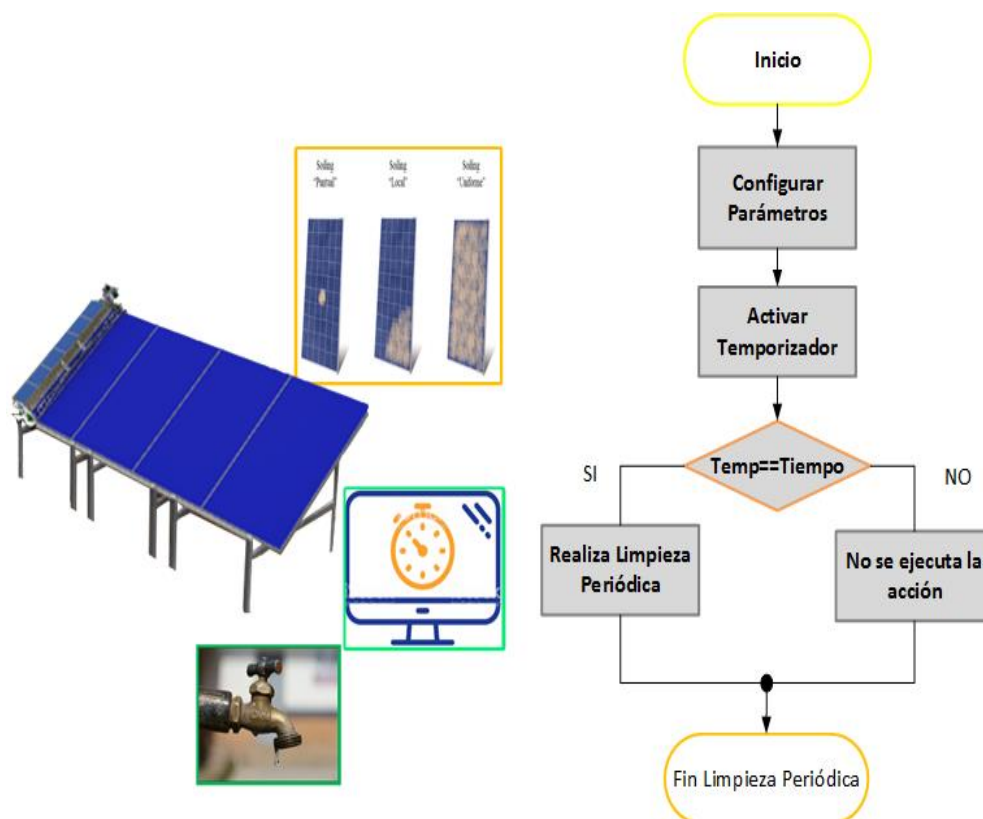 Inicio
Configurar
Parámetros
Activar
Temporizador
Temp==Tiempo
SI
NO
Realiza Limpieza
Periódica
No se ejecuta la
acción
Fin Limpieza Periódica
Soiling
"Puntual"
Soiling
"Local"
Soiling
"Uniforme"